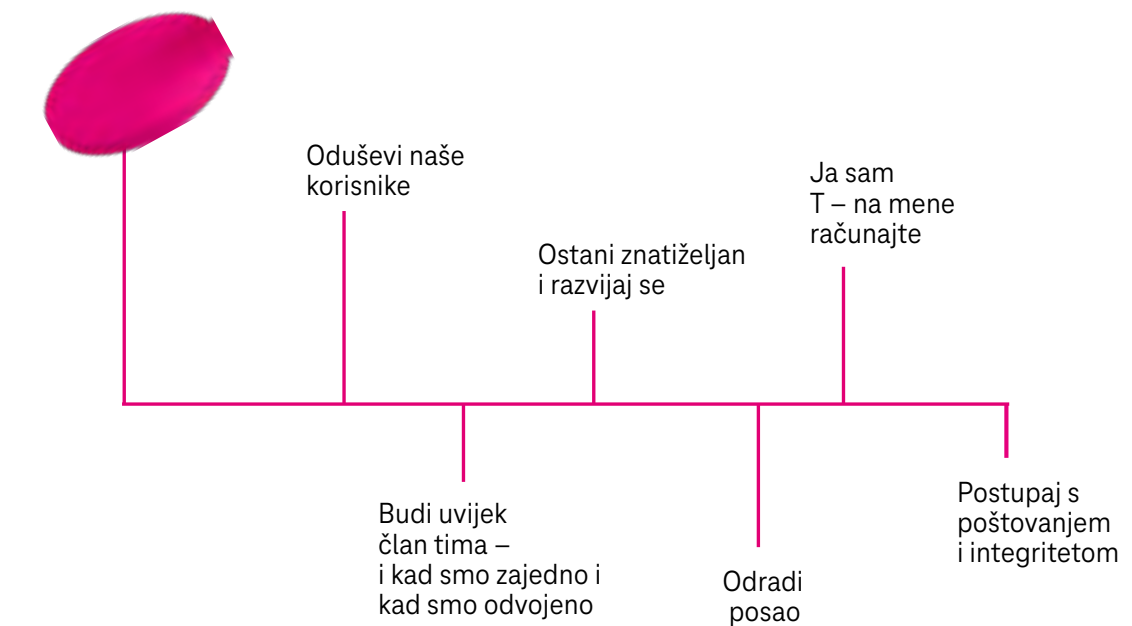 Oduševi naše
korisnike
Budi uvijek
član tima –
i kad smo zajedno i
kad smo odvojeno
Ostani znatiželjan
i razvijaj se
Odradi
posao
Ja sam
T – na mene
računajte
Postupaj s
poštovanjem
i integritetom